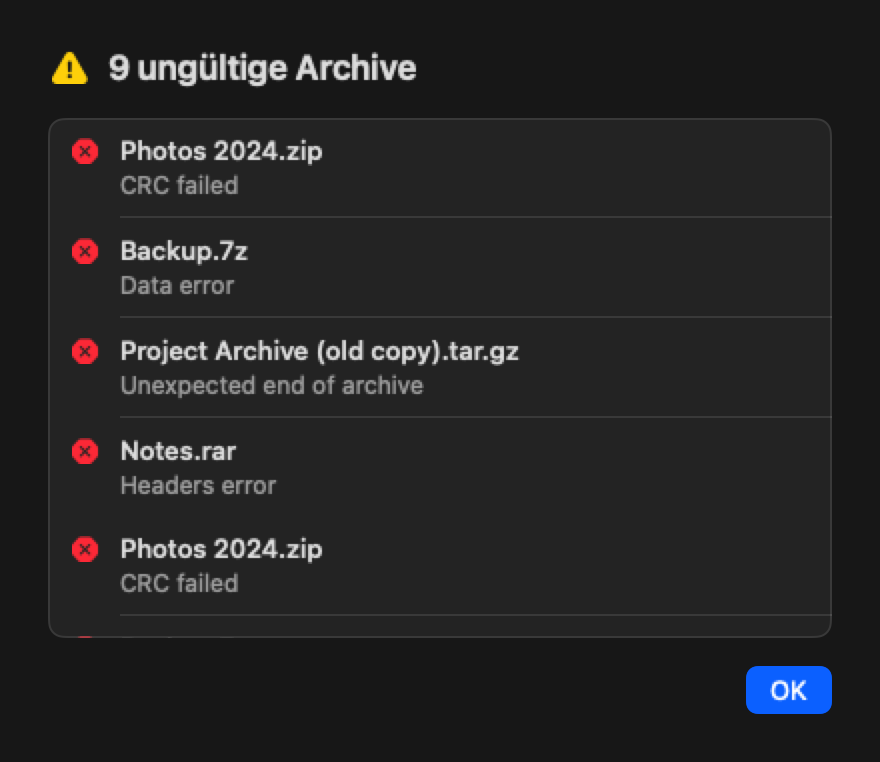 9 ungültige Archive
Photos 2024.zip
CRC failed
Backup.7z
Data error
Project Archive (old copy).tar.gz
Unexpected end of archive
Notes.rar
Headers error
Photos 2024.zip
CRC failed
OK